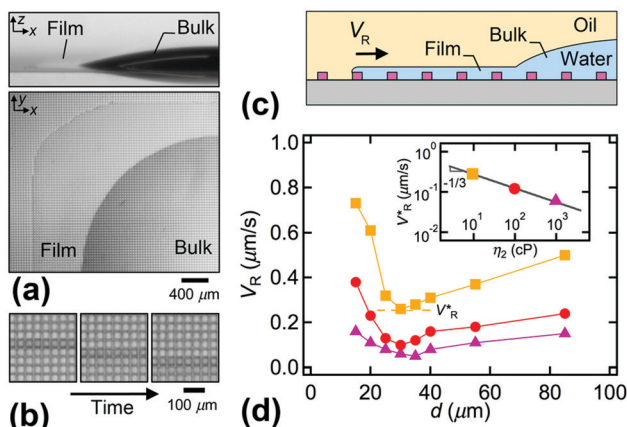 z
x
Film
Bulk
y
x
Film
Bulk
(a)
400 μm
(b)
Time
100 μm
(c)
V_R
Film
Bulk
Oil
Water
(d)
V_R (μm/s)
1.0
0.8
0.6
0.4
0.2
0.0
0 20 40 60 80 100
d (μm)
V*_R
V*_R (μm/s)
10^0
10^-1
10^-2
-1/3
10^1 10^2 10^3
η_2 (cP)